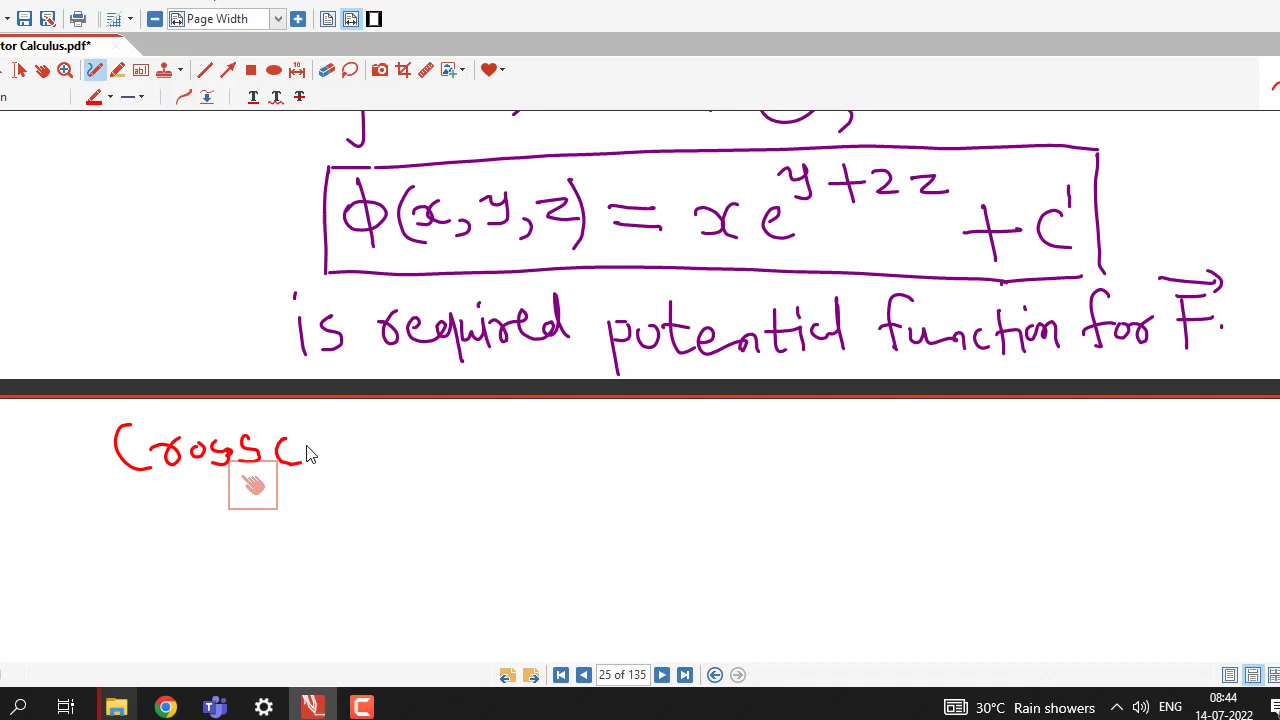 Page Width
tor Calculus.pdf*
T T T
ϕ(x, y, z) = x e^{y+2z} + c'
is required potential function for F⃗.
Cross C
25 of 135
30°C Rain showers ENG 08:44
14-07-2022